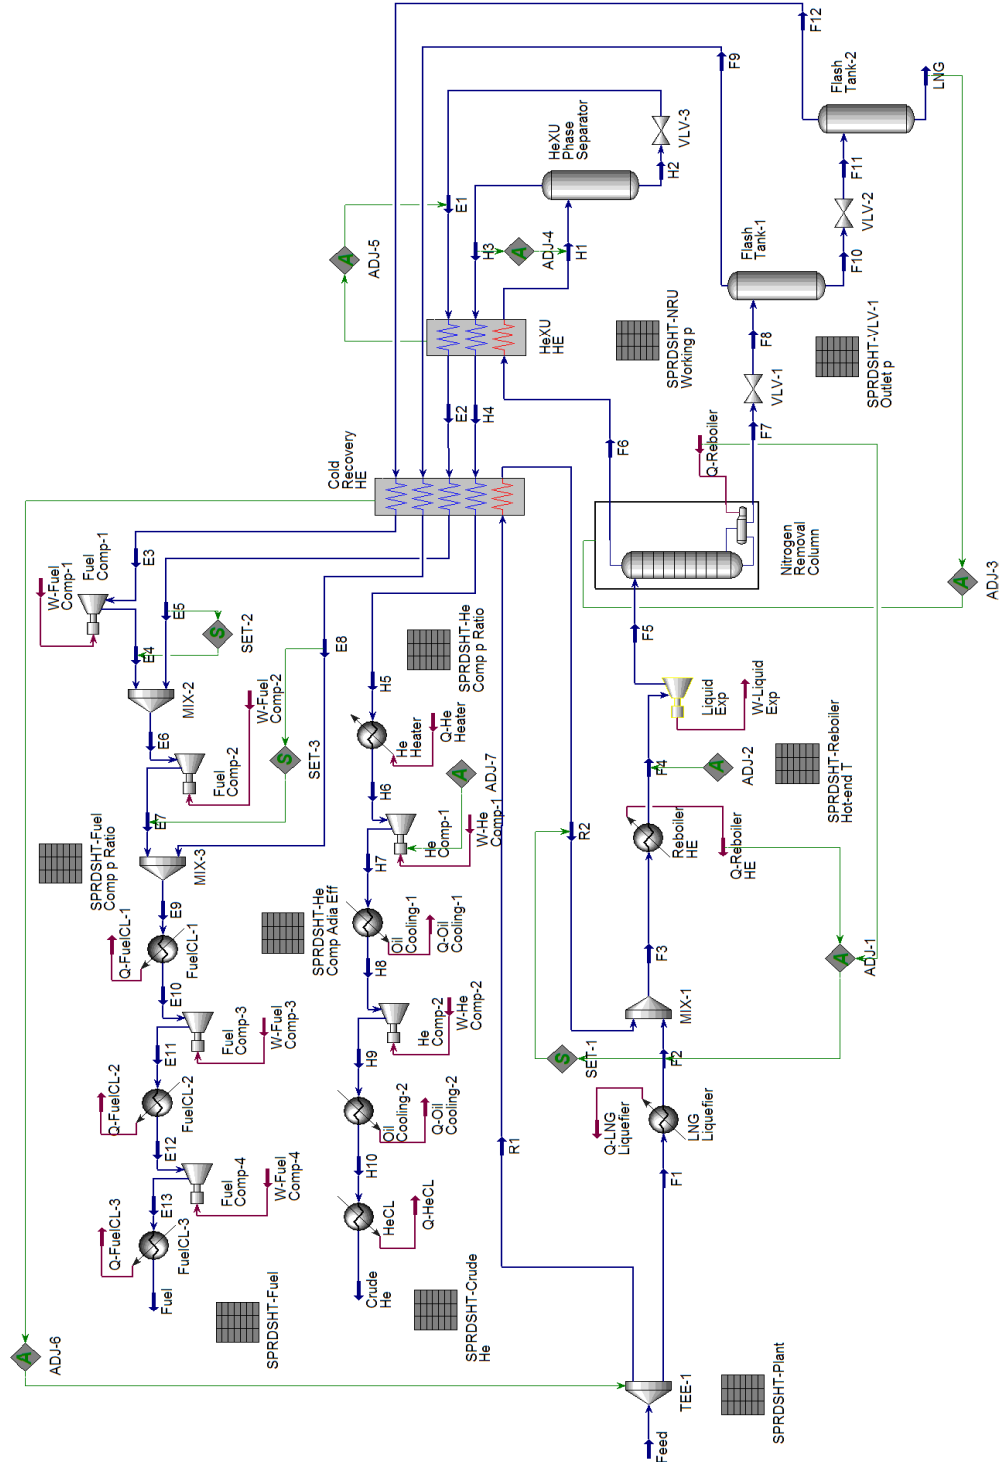 F12
F9
Flash
Tank-2
LNG
F11
VLV-2
F10
HeXU
Phase
Separator
VLV-3
H2
E1
ADJ-5
H3
ADJ-4
H1
HeXU
HE
Flash
Tank-1
F8
VLV-1
F7
SPRDSHT-NRU
Working p
SPRDSHT-VLV-1
Outlet p
E2
H4
F6
Q-Reboiler
Cold
Recovery
HE
Nitrogen
Removal
Column
ADJ-3
W-Fuel
Comp-1
Fuel
Comp-1
E3
E4
E5
S
SET-2
MIX-2
E8
E6
W-Fuel
Comp-2
Fuel
Comp-2
S
SET-3
E7
SPRDSHT-Fuel
Comp p Ratio
MIX-3
SPRDSHT-He
Comp p Ratio
H5
He
Heater
Q-He
Heater
H6
A
ADJ-7
He
Comp-1
W-He
Comp-1
H7
SPRDSHT-He
Comp Adia Eff
Oil
Cooling-1
Q-Oil
Cooling-1
H8
He
Comp-2
W-He
Comp-2
H9
Oil
Cooling-2
Q-Oil
Cooling-2
H10
HeCL
Q-HeCL
Crude
He
SPRDSHT-Crude
He
E9
Q-FuelCL-1
FuelCL-1
E10
Fuel
Comp-3
W-Fuel
Comp-3
E11
Q-FuelCL-2
FuelCL-2
E12
Fuel
Comp-4
W-Fuel
Comp-4
E13
Q-FuelCL-3
FuelCL-3
Fuel
SPRDSHT-Fuel
F5
Liquid
Exp
W-Liquid
Exp
F4
A
ADJ-2
SPRDSHT-Reboiler
Hot-end T
Reboiler
HE
Q-Reboiler
HE
R2
F3
A
ADJ-1
MIX-1
S
SET-1
F2
Q-LNG
Liquefier
LNG
Liquefier
R1
F1
A
ADJ-6
TEE-1
SPRDSHT-Plant
Feed
A
A
A